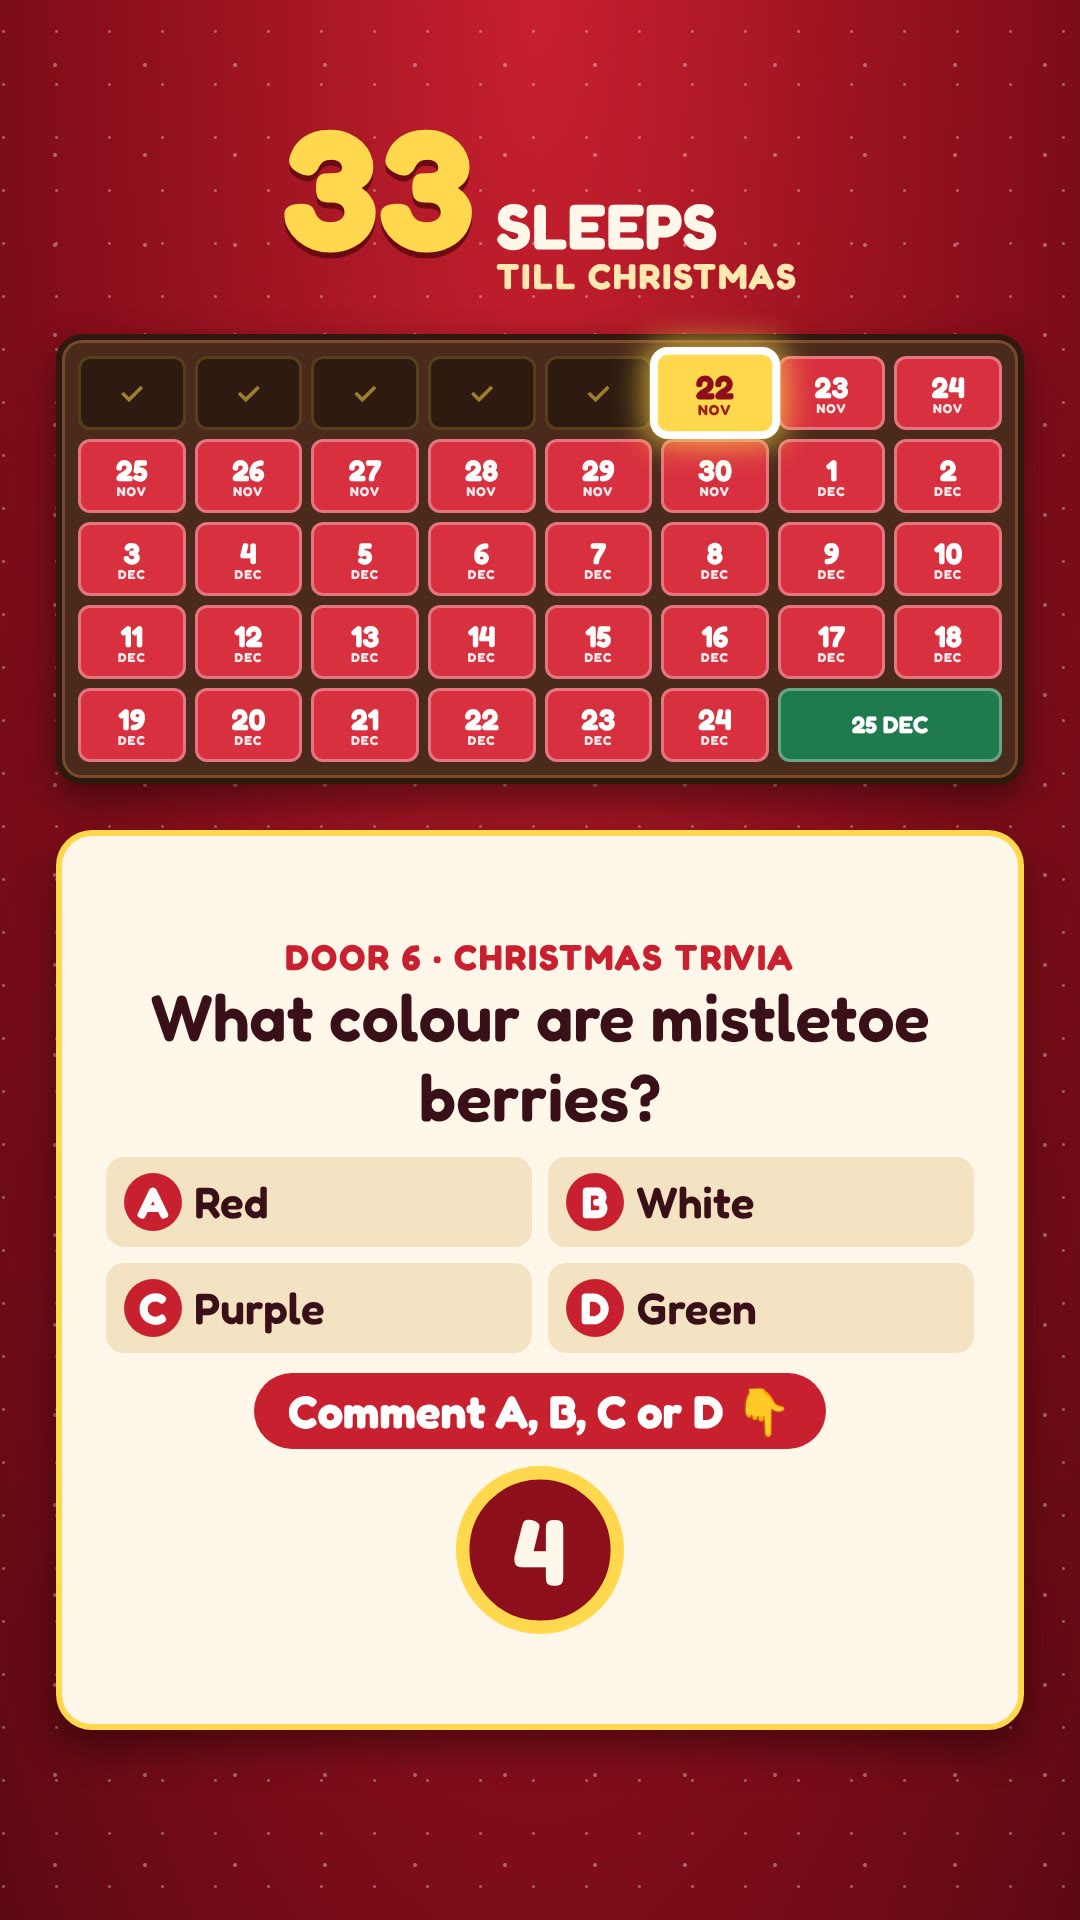 33 SLEEPS
TILL CHRISTMAS
22 NOV 23 NOV 24 NOV
25 NOV 26 NOV 27 NOV 28 NOV 29 NOV 30 NOV 1 DEC 2 DEC
3 DEC 4 DEC 5 DEC 6 DEC 7 DEC 8 DEC 9 DEC 10 DEC
11 DEC 12 DEC 13 DEC 14 DEC 15 DEC 16 DEC 17 DEC 18 DEC
19 DEC 20 DEC 21 DEC 22 DEC 23 DEC 24 DEC 25 DEC
DOOR 6 · CHRISTMAS TRIVIA
What colour are mistletoe
berries?
A Red
B White
C Purple
D Green
Comment A, B, C or D 👇
4